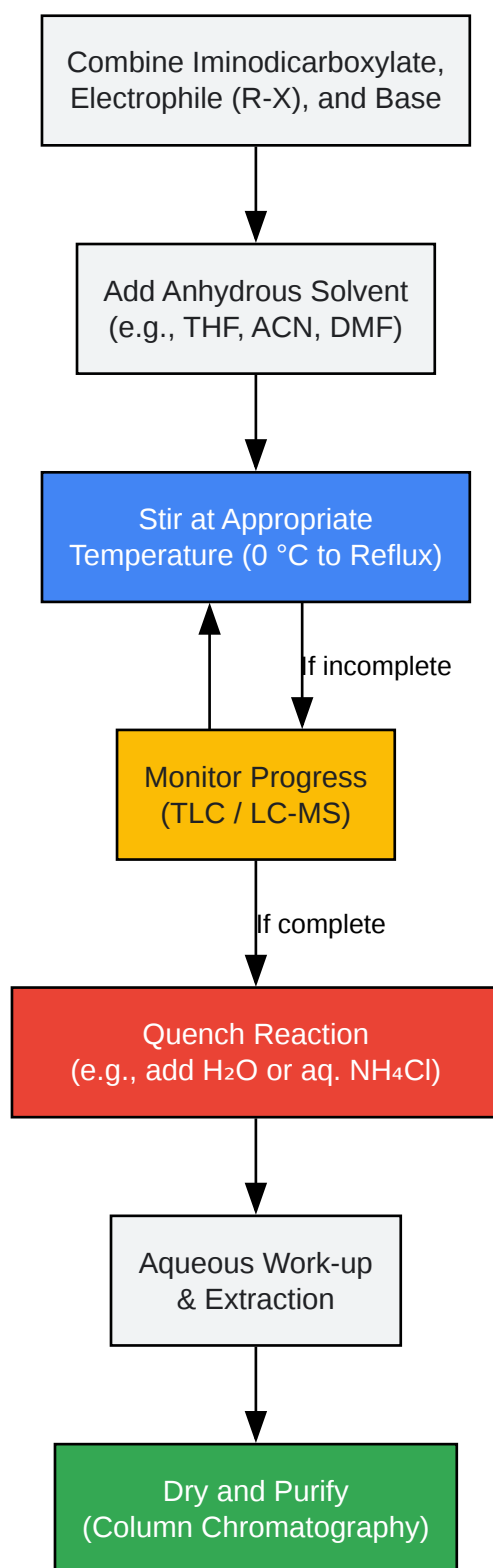 Combine Iminodicarboxylate,
Electrophile (R-X), and Base
Add Anhydrous Solvent
(e.g., THF, ACN, DMF)
Stir at Appropriate
Temperature (0 °C to Reflux)
If incomplete
Monitor Progress
(TLC / LC-MS)
If complete
Quench Reaction
(e.g., add H₂O or aq. NH₄Cl)
Aqueous Work-up
& Extraction
Dry and Purify
(Column Chromatography)